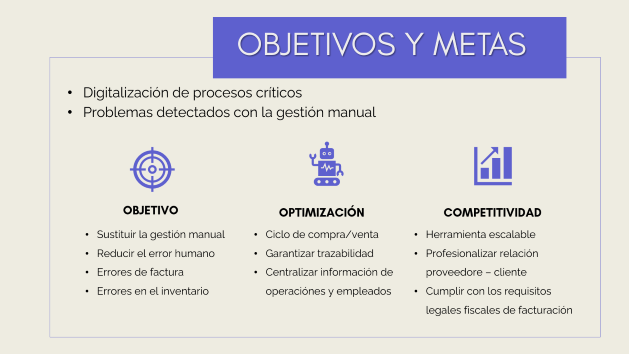 OBJETIVOS Y METAS
• Digitalización de procesos críticos
• Problemas detectados con la gestión manual
OBJETIVO
• Sustituir la gestión manual
• Reducir el error humano
• Errores de factura
• Errores en el inventario
OPTIMIZACIÓN
• Ciclo de compra/venta
• Garantizar trazabilidad
• Centralizar información de
operaciónes y empleados
COMPETITIVIDAD
• Herramienta escalable
• Profesionalizar relación
proveedore – cliente
• Cumplir con los requisitos
legales fiscales de facturación